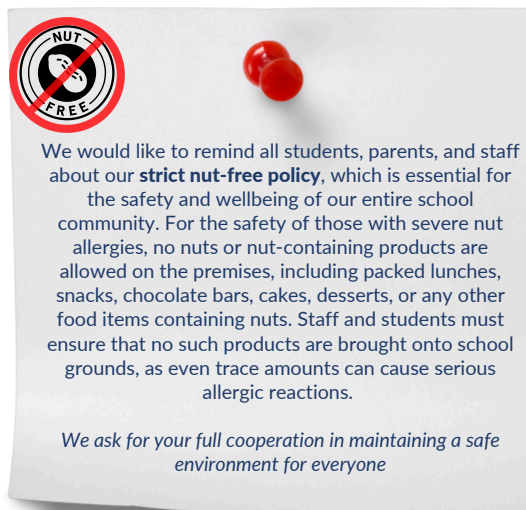 NUT
FREE
We would like to remind all students, parents, and staff
about our strict nut-free policy, which is essential for
the safety and wellbeing of our entire school
community. For the safety of those with severe nut
allergies, no nuts or nut-containing products are
allowed on the premises, including packed lunches,
snacks, chocolate bars, cakes, desserts, or any other
food items containing nuts. Staff and students must
ensure that no such products are brought onto school
grounds, as even trace amounts can cause serious
allergic reactions.
We ask for your full cooperation in maintaining a safe
environment for everyone